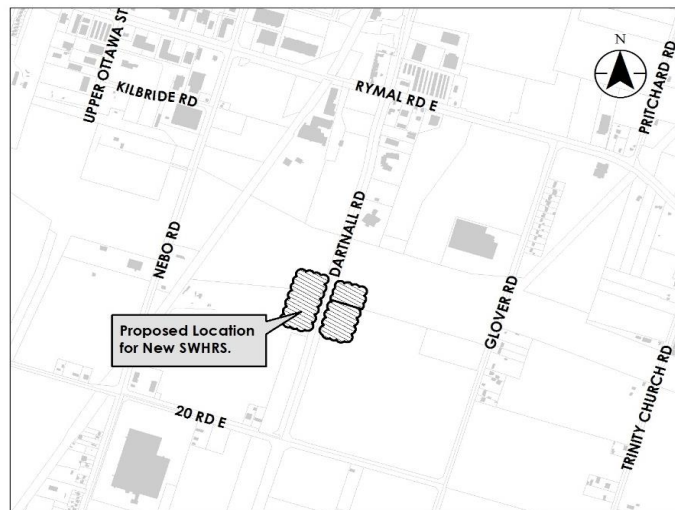 UPPER OTTAWA ST
KILBRIDE RD
RYMAL RD E
N
PRITCHARD RD
NEBO RD
DARTNALL RD
GLOVER RD
Proposed Location
for New SWHRS.
20 RD E
TRINITY CHURCH RD